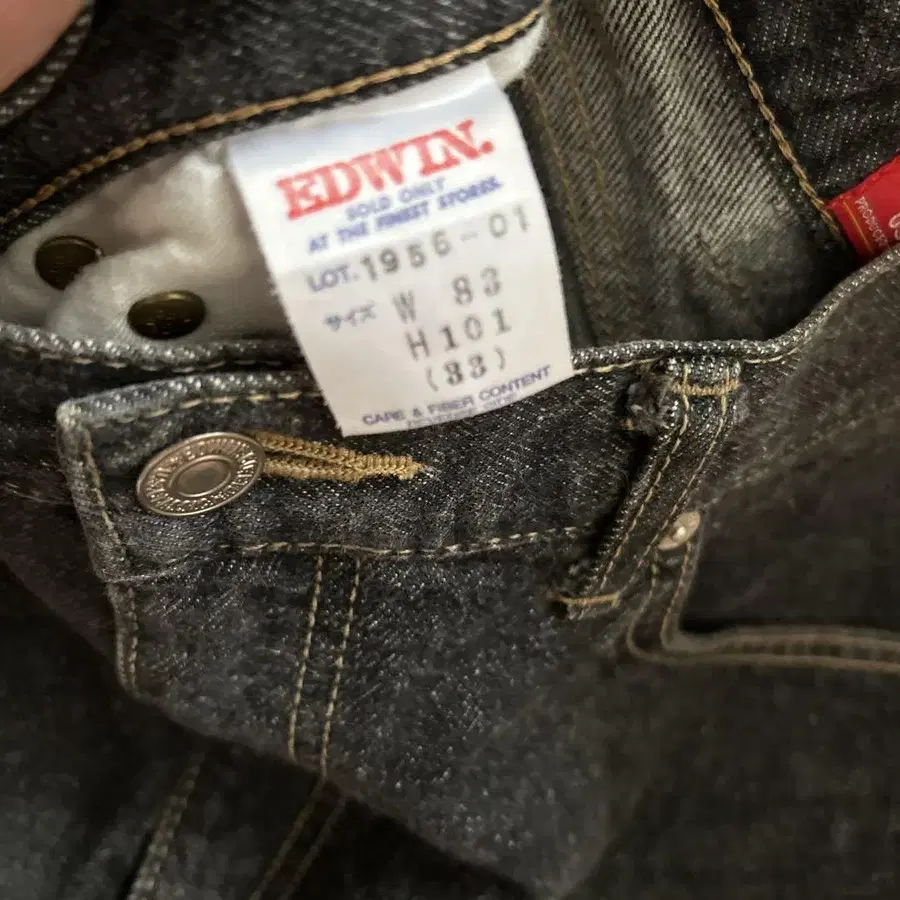 EDWIN.
SOLD ONLY
AT THE FINEST STORES.
LOT. 1956-01
サイズ W 83
H101
(33)
CARE & FIBER CONTENT